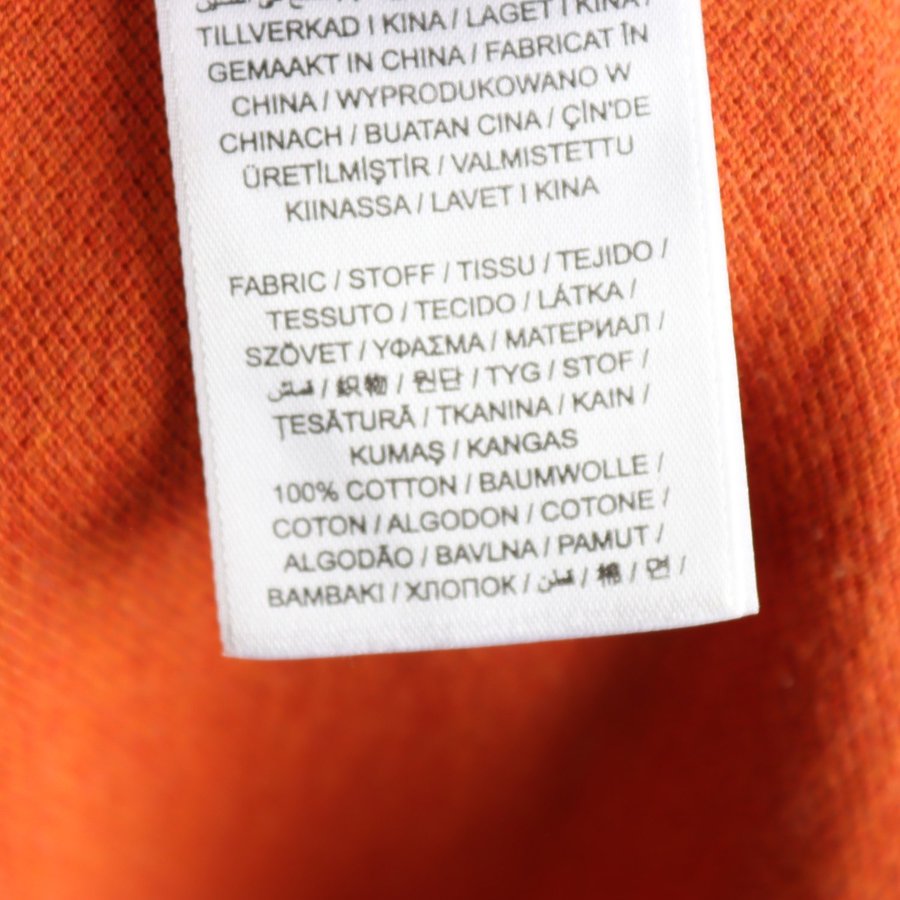 TILLVERKAD I KINA / LAGET I KINA /
GEMAAKT IN CHINA / FABRICAT ÎN
CHINA / WYPRODUKOWANO W
CHINACH / BUATAN CINA / ÇİN'DE
ÜRETİLMİŞTİR / VALMISTETTU
KIINASSA / LAVET I KINA
FABRIC / STOFF / TISSU / TEJIDO /
TESSUTO / TECIDO / LÁTKA /
SZÖVET / ΥΦΑΣΜΑ / МАТЕРИАЛ /
قماش / 织物 / 원단 / TYG / STOF /
ȚESĂTURĂ / TKANINA / KAIN /
KUMAŞ / KANGAS
100% COTTON / BAUMWOLLE /
COTON / ALGODON / COTONE /
ALGODÃO / BAVLNA / PAMUT /
BAMBAKI / ХЛОПОК / قطن / 棉 / 면 /